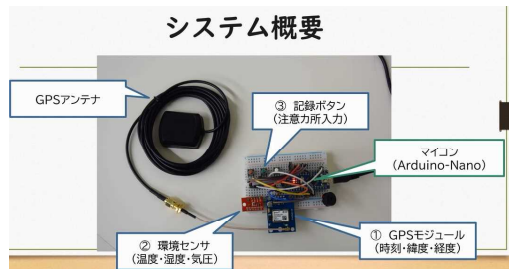 システム概要
GPSアンテナ
③ 記録ボタン
(注意カ所入力)
マイコン
(Arduino-Nano)
① GPSモジュール
(時刻・緯度・経度)
② 環境センサ
(温度・湿度・気圧)